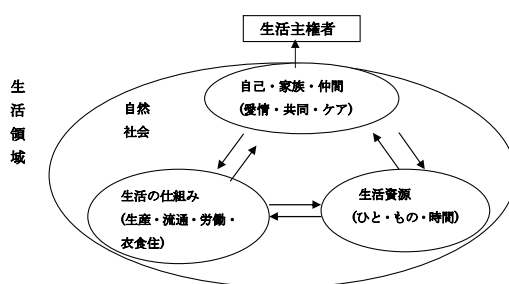 生活主権者
自己・家族・仲間
(愛情・共同・ケア)
生活領域
自然
社会
生活の仕組み
(生産・流通・労働・
衣食住)
生活資源
(ひと・もの・時間)